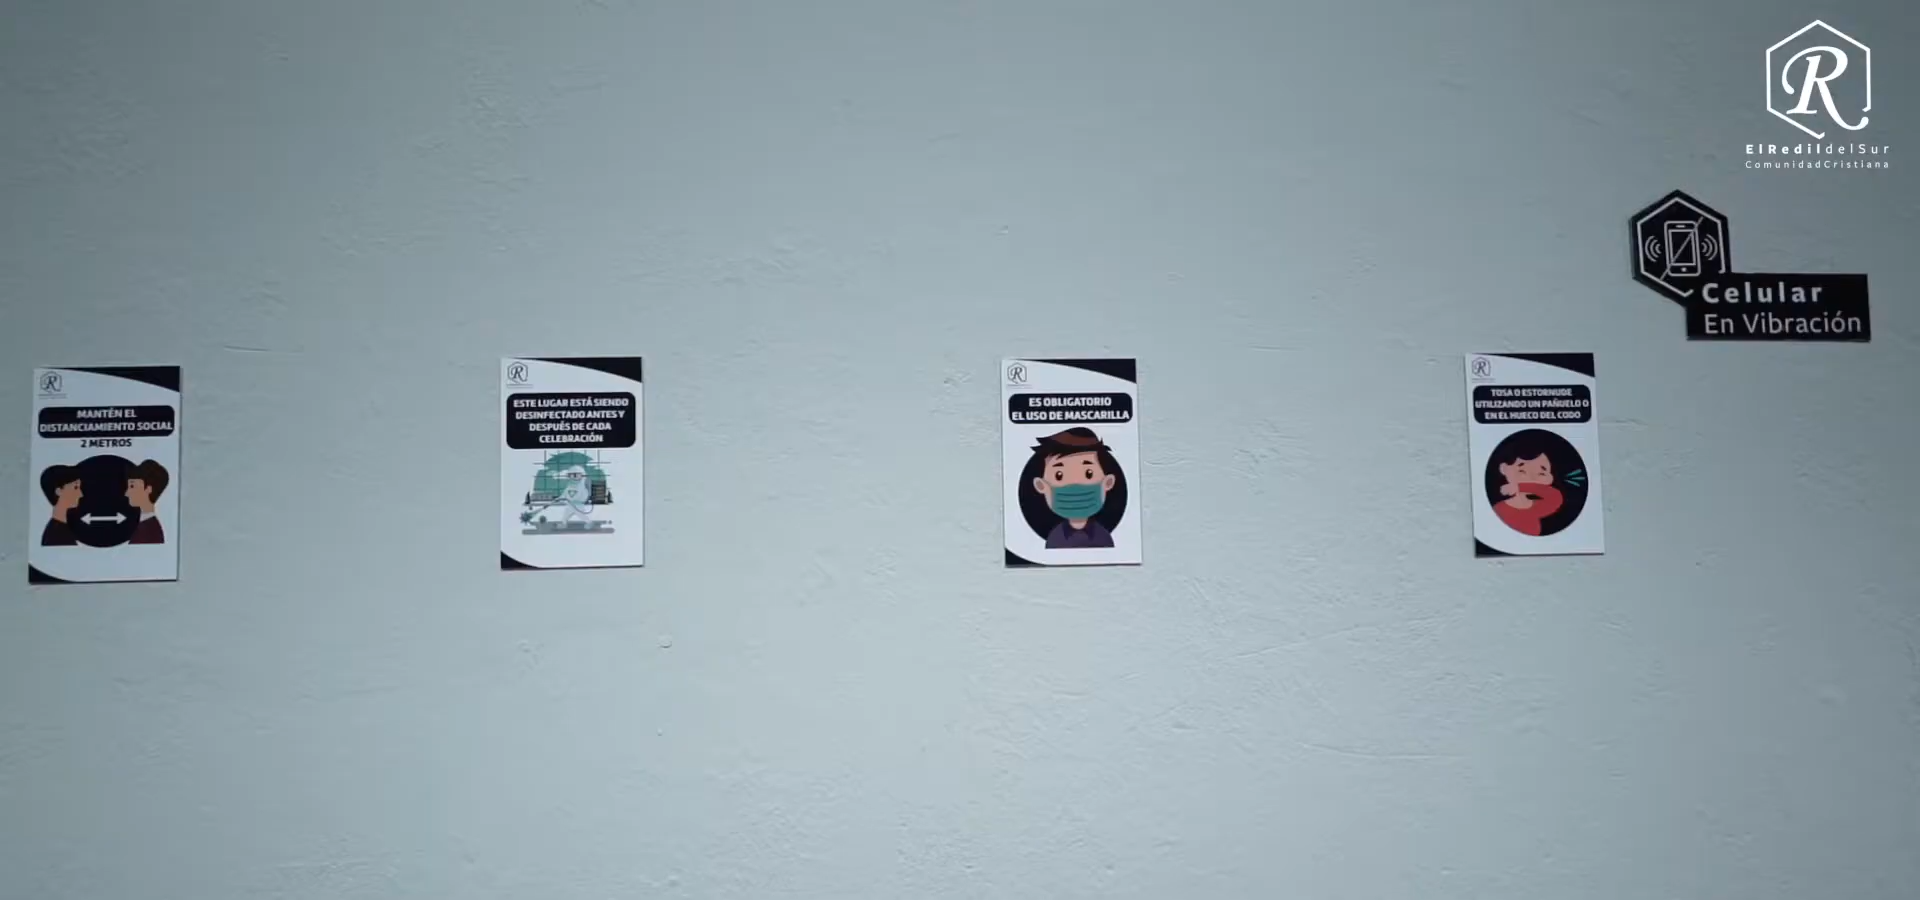 R
ElRedildelSur
ComunidadCristiana
Celular
En Vibración
R
MANTÉN EL
DISTANCIAMIENTO SOCIAL
2 METROS
R
ESTE LUGAR ESTÁ SIENDO
DESINFECTADO ANTES Y
DESPUÉS DE CADA
CELEBRACIÓN
R
ES OBLIGATORIO
EL USO DE MASCARILLA
R
TOSA O ESTORNUDE
UTILIZANDO UN PAÑUELO O
EN EL HUECO DEL CODO